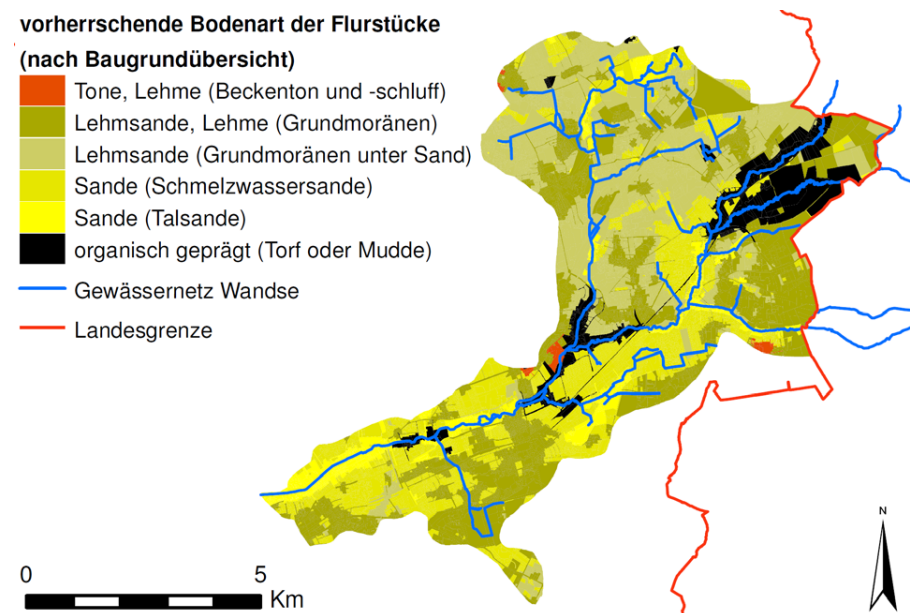 vorherrschende Bodenart der Flurstücke
(nach Baugrundübersicht)
Tone, Lehme (Beckenton und -schluff)
Lehmsande, Lehme (Grundmoränen)
Lehmsande (Grundmoränen unter Sand)
Sande (Schmelzwassersande)
Sande (Talsande)
organisch geprägt (Torf oder Mudde)
Gewässernetz Wandse
Landesgrenze
N
0 5
Km